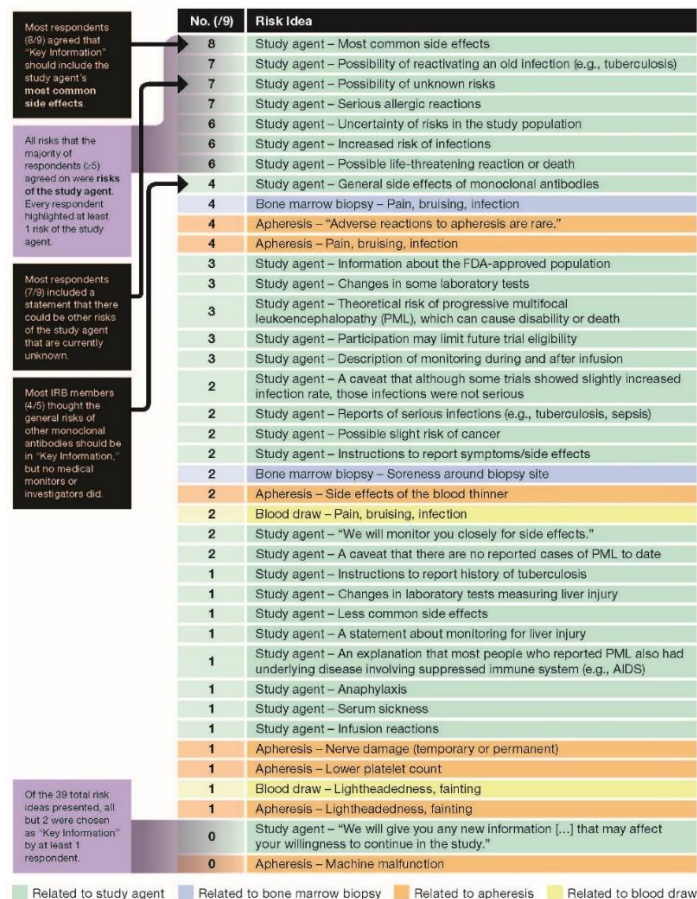 Most respondents
(8/9) agreed that
"Key Information"
should include the
study agent's
most common
side effects.
All risks that the
majority of
respondents (≥5)
agreed on were risks
of the study agent.
Every respondent
highlighted at least
1 risk of the study
agent.
Most respondents
(7/9) included a
statement that there
could be other risks
of the study agent
that are currently
unknown.
Most IRB members
(4/5) thought the
general risks of
other monoclonal
antibodies should be
in "Key Information,"
but no medical
monitors or
investigators did.
Of the 39 total risk
ideas presented, all
but 2 were chosen
as "Key Information"
by at least 1
respondent.
No. (/9) Risk Idea
8 Study agent – Most common side effects
7 Study agent – Possibility of reactivating an old infection (e.g., tuberculosis)
7 Study agent – Possibility of unknown risks
7 Study agent – Serious allergic reactions
6 Study agent – Uncertainty of risks in the study population
6 Study agent – Increased risk of infections
6 Study agent – Possible life-threatening reaction or death
4 Study agent – General side effects of monoclonal antibodies
4 Bone marrow biopsy – Pain, bruising, infection
4 Apheresis – "Adverse reactions to apheresis are rare."
4 Apheresis – Pain, bruising, infection
3 Study agent – Information about the FDA-approved population
3 Study agent – Changes in some laboratory tests
3 Study agent – Theoretical risk of progressive multifocal
leukoencephalopathy (PML), which can cause disability or death
3 Study agent – Participation may limit future trial eligibility
3 Study agent – Description of monitoring during and after infusion
2 Study agent – A caveat that although some trials showed slightly increased
infection rate, those infections were not serious
2 Study agent – Reports of serious infections (e.g., tuberculosis, sepsis)
2 Study agent – Possible slight risk of cancer
2 Study agent – Instructions to report symptoms/side effects
2 Bone marrow biopsy – Soreness around biopsy site
2 Apheresis – Side effects of the blood thinner
2 Blood draw – Pain, bruising, infection
2 Study agent – "We will monitor you closely for side effects."
2 Study agent – A caveat that there are no reported cases of PML to date
1 Study agent – Instructions to report history of tuberculosis
1 Study agent – Changes in laboratory tests measuring liver injury
1 Study agent – Less common side effects
1 Study agent – A statement about monitoring for liver injury
1 Study agent – An explanation that most people who reported PML also had
underlying disease involving suppressed immune system (e.g., AIDS)
1 Study agent – Anaphylaxis
1 Study agent – Serum sickness
1 Study agent – Infusion reactions
1 Apheresis – Nerve damage (temporary or permanent)
1 Apheresis – Lower platelet count
1 Blood draw – Lightheadedness, fainting
1 Apheresis – Lightheadedness, fainting
0 Study agent – "We will give you any new information [...] that may affect
your willingness to continue in the study."
0 Apheresis – Machine malfunction
Related to study agent Related to bone marrow biopsy Related to apheresis Related to blood draw